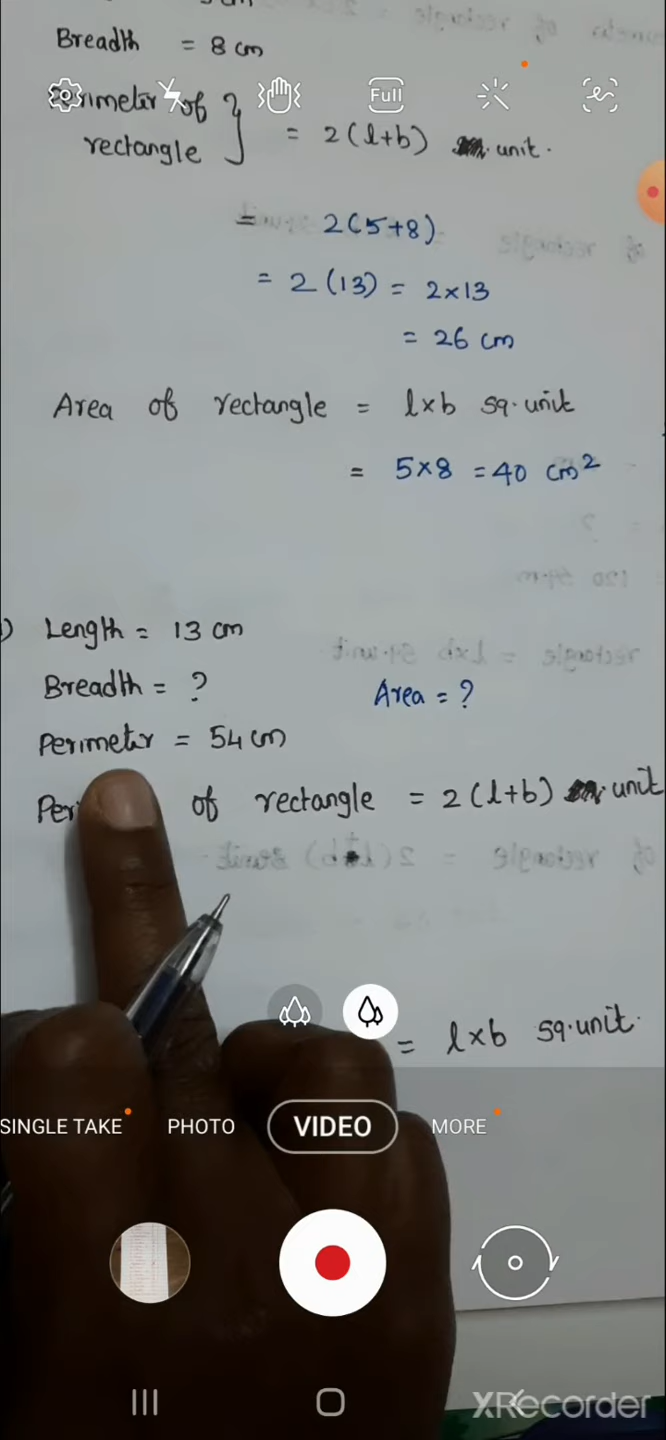 Breadth = 8 cm
Perimeter of
rectangle } = 2(l+b) unit.
Full
= 2(5+8)
= 2(13) = 2×13
= 26 cm
Area of rectangle = l×b sq.unit
= 5×8 = 40 cm²
Length = 13 cm
Breadth = ? Area = ?
Perimeter = 54 cm
Per of rectangle = 2(l+b) unit
= l×b sq.unit.
SINGLE TAKE PHOTO VIDEO MORE
XRecorder